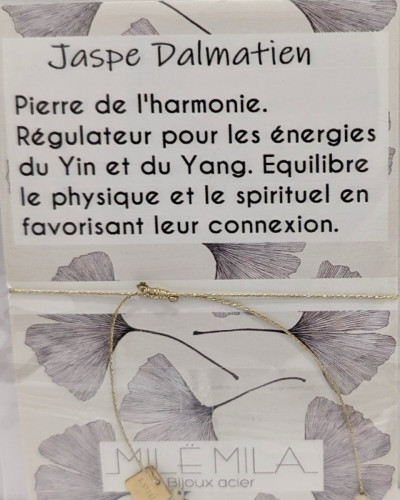 Jaspe Dalmatien
Pierre de l'harmonie.
Régulateur pour les énergies
du Yin et du Yang. Equilibre
le physique et le spirituel en
favorisant leur connexion.
MILË MILA
Bijoux acier